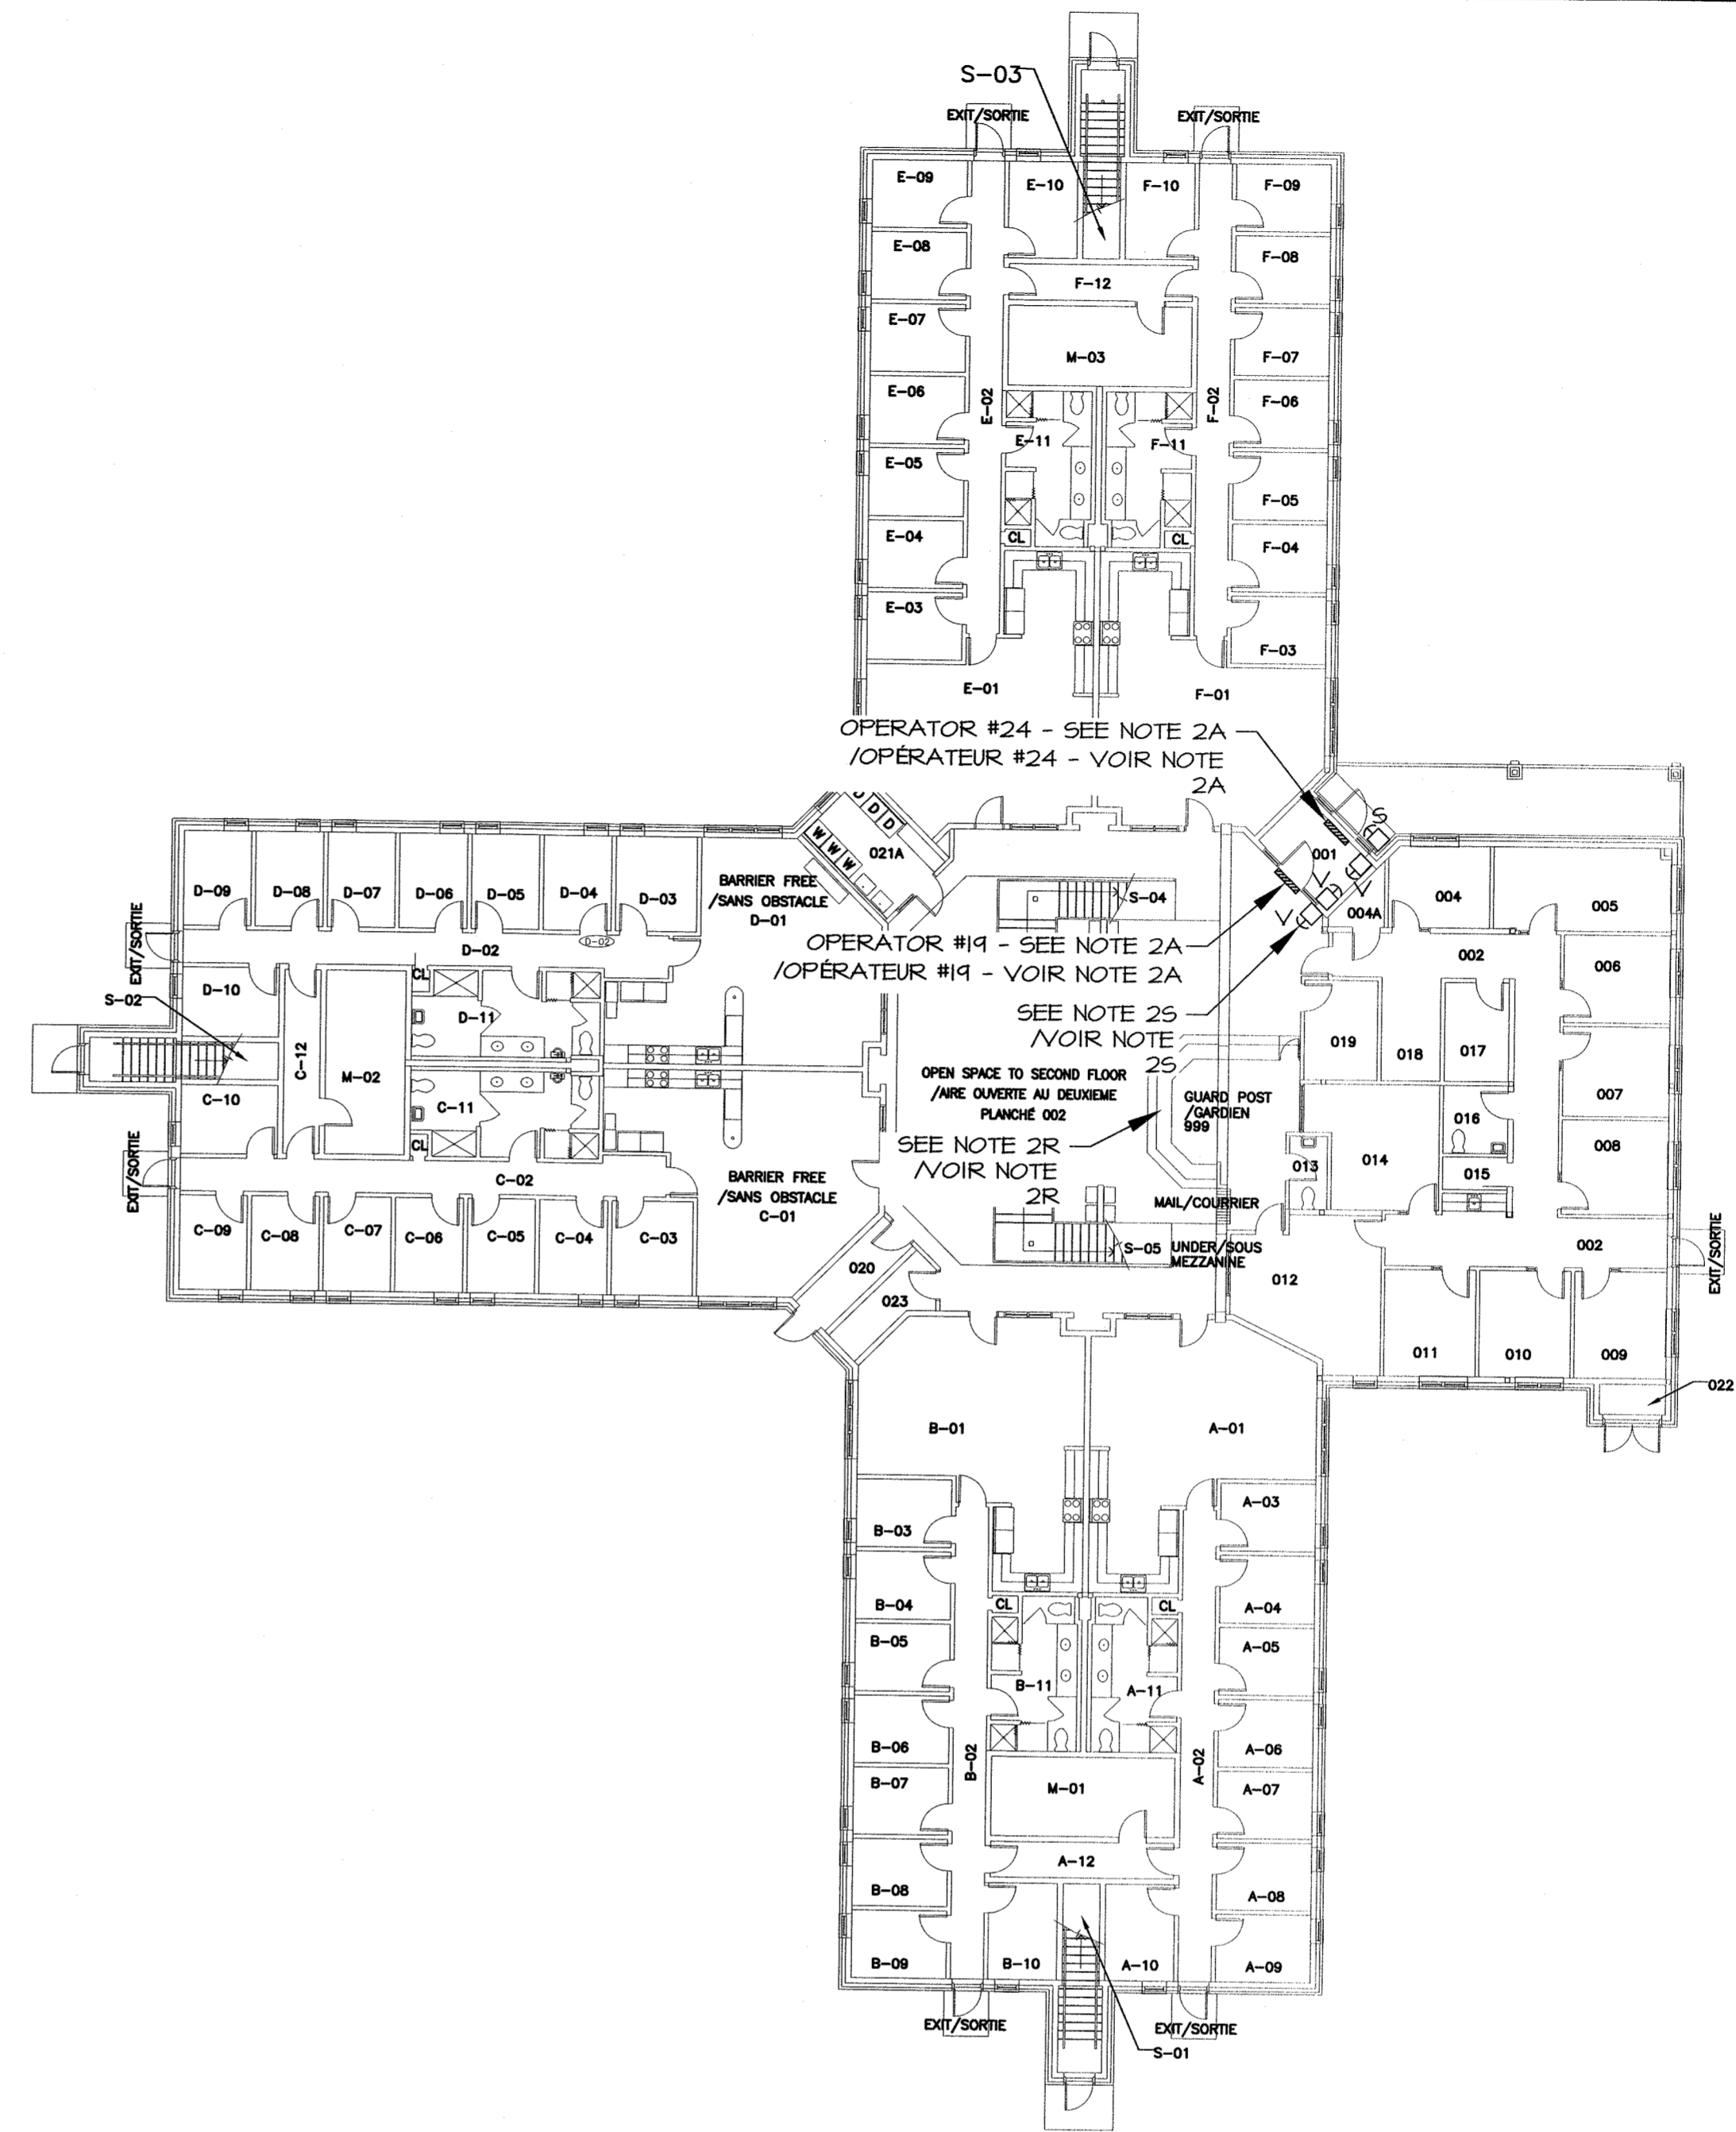 S-03
EXIT/SORTIE
EXIT/SORTIE
E-09
E-10
F-10
F-09
E-08
F-08
F-12
E-07
M-03
F-07
E-06
E-02
F-02
F-06
E-11
F-11
E-05
F-05
E-04
CL
CL
F-04
E-03
F-03
E-01
F-01
OPERATOR #24 - SEE NOTE 2A
/OPÉRATEUR #24 - VOIR NOTE
2A
D
D
W
W
W
021A
S
001
V
V
V
D-09
D-08
D-07
D-06
D-05
D-04
D-03
BARRIER FREE
/SANS OBSTACLE
D-01
S-04
004A
004
005
EXIT/SORTIE
D-02
D-02
OPERATOR #19 - SEE NOTE 2A
/OPÉRATEUR #19 - VOIR NOTE 2A
002
006
CL
D-10
S-02
D-11
SEE NOTE 2S
/VOIR NOTE
2S
019
018
017
C-12
M-02
OPEN SPACE TO SECOND FLOOR
/AIRE OUVERTE AU DEUXIEME
PLANCHÉ 002
GUARD POST
/GARDIEN
999
007
C-10
C-11
016
SEE NOTE 2R
/VOIR NOTE
2R
CL
008
EXIT/SORTIE
013
014
015
C-02
BARRIER FREE
/SANS OBSTACLE
C-01
MAIL/COURRIER
C-09
C-08
C-07
C-06
C-05
C-04
C-03
S-05
UNDER/SOUS
MEZZANINE
002
EXIT/SORTIE
020
012
023
011
010
009
022
B-01
A-01
A-03
B-03
B-04
CL
CL
A-04
B-05
A-05
B-11
A-11
B-06
B-02
A-02
A-06
B-07
M-01
A-07
A-12
B-08
A-08
B-09
B-10
A-10
A-09
EXIT/SORTIE
EXIT/SORTIE
S-01